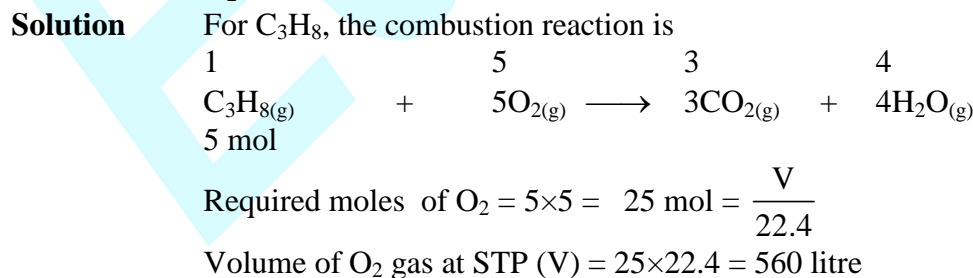 Solution For C₃H₈, the combustion reaction is
1 5 3 4
C₃H₈₍g₎ + 5O₂₍g₎ ⟶ 3CO₂₍g₎ + 4H₂O₍g₎
5 mol
Required moles of O₂ = 5×5 = 25 mol = V/22.4
Volume of O₂ gas at STP (V) = 25×22.4 = 560 litre